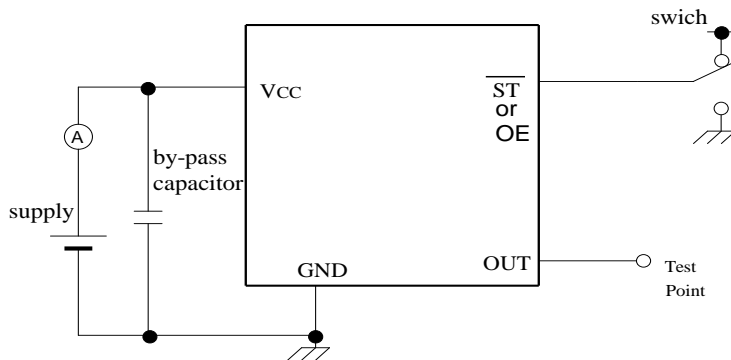 swich
VCC
ST
or
OE
A
by-pass
capacitor
supply
GND
OUT
Test
Point